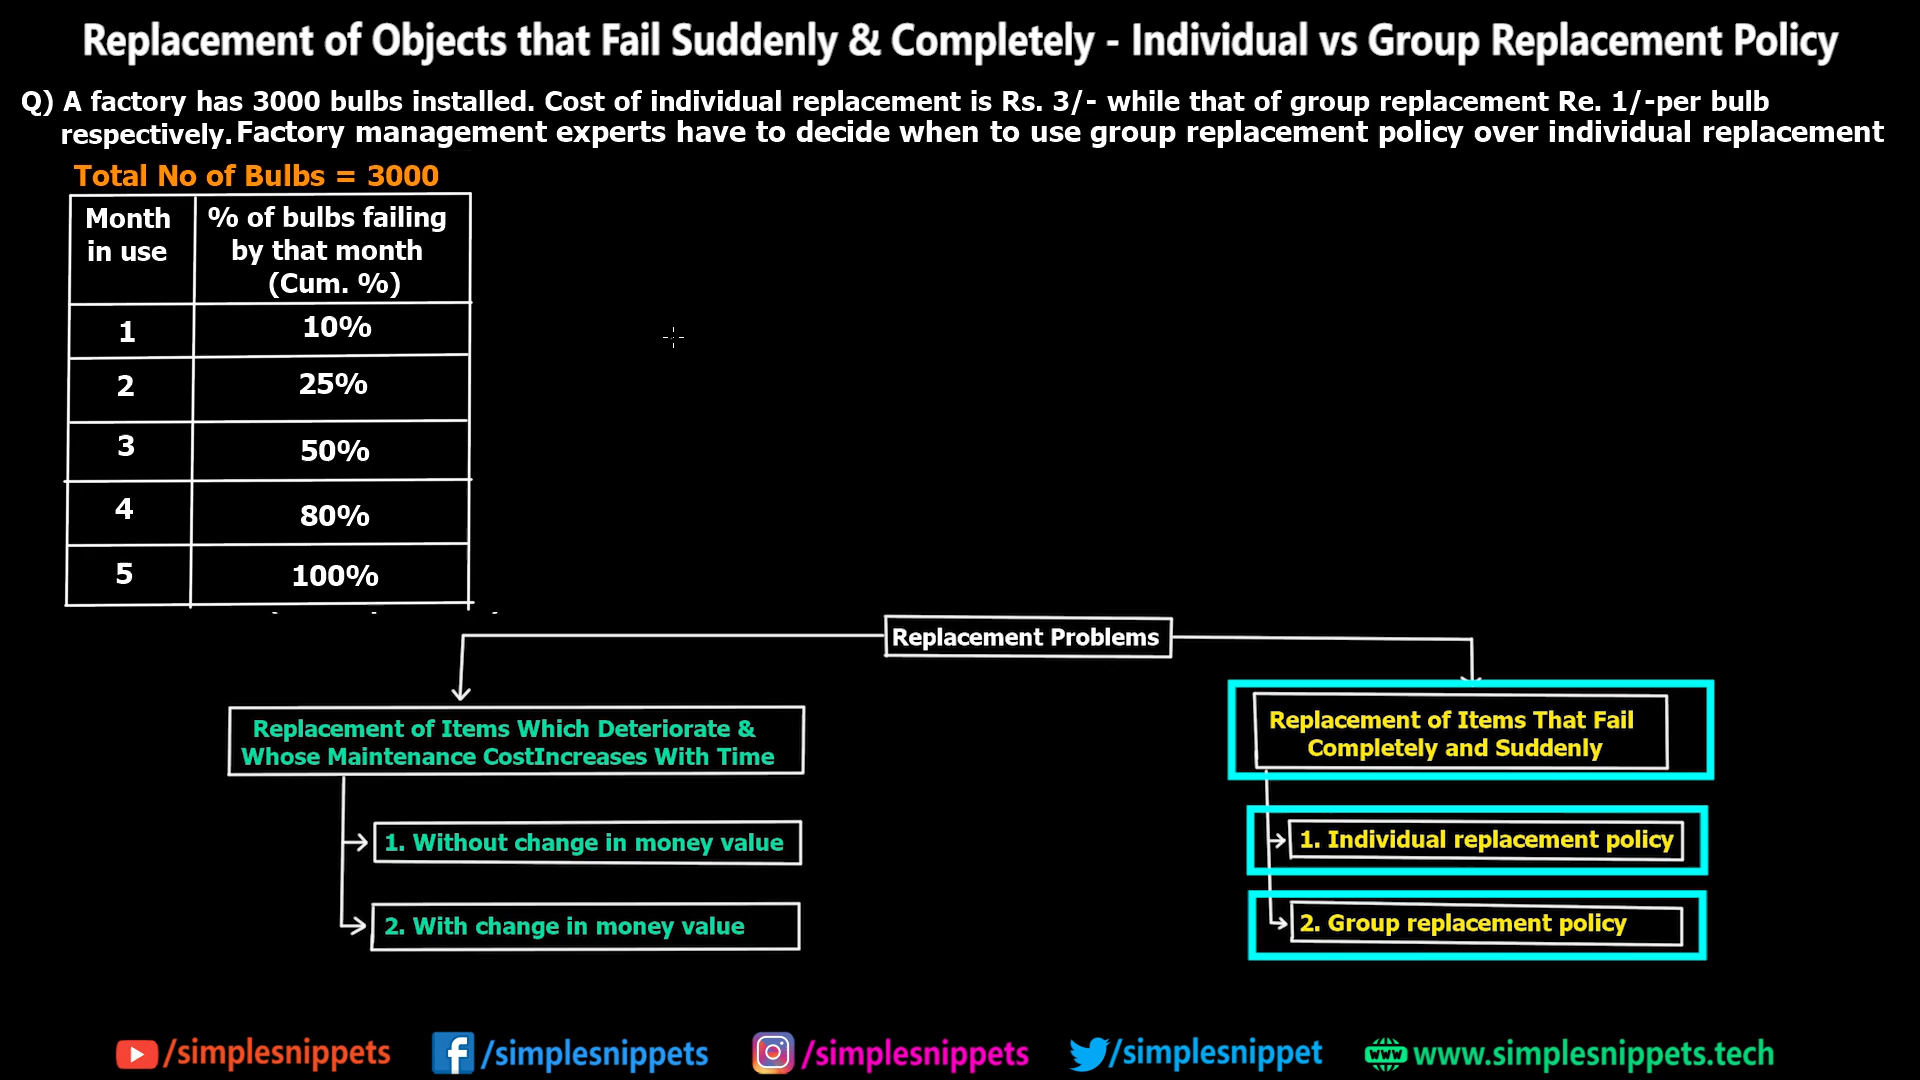 Replacement of Objects that Fail Suddenly & Completely - Individual vs Group Replacement Policy
Q) A factory has 3000 bulbs installed. Cost of individual replacement is Rs. 3/- while that of group replacement Re. 1/-per bulb
respectively. Factory management experts have to decide when to use group replacement policy over individual replacement
Total No of Bulbs = 3000
Month
in use
% of bulbs failing
by that month
(Cum. %)
1
10%
2
25%
3
50%
4
80%
5
100%
Replacement Problems
Replacement of Items Which Deteriorate &
Whose Maintenance CostIncreases With Time
1. Without change in money value
2. With change in money value
Replacement of Items That Fail
Completely and Suddenly
1. Individual replacement policy
2. Group replacement policy
/simplesnippets
/simplesnippets
/simplesnippets
/simplesnippet
www.simplesnippets.tech